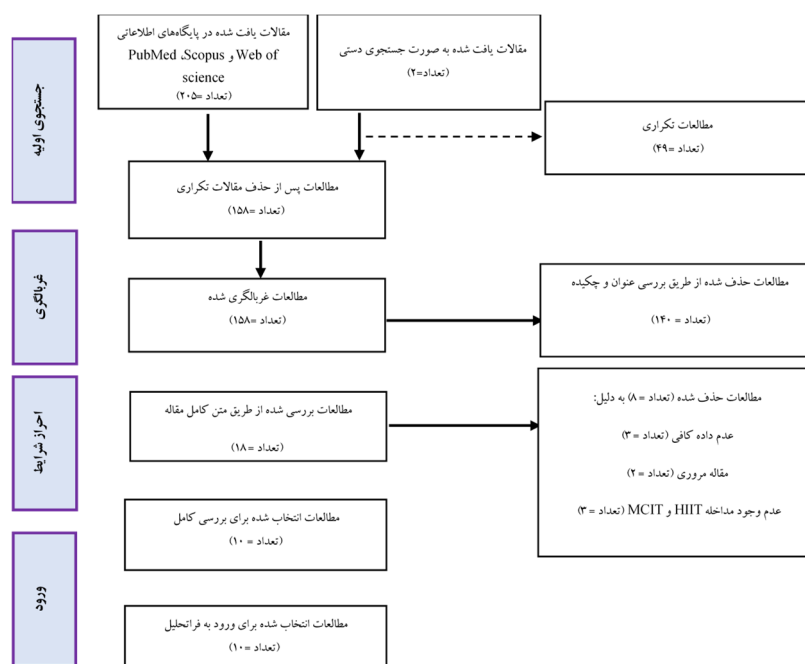 جستجوی اولیه
مقالات یافت شده در پایگاه‌های اطلاعاتی
PubMed ،Scopus و Web of
science
(تعداد =۲۰۵)
مقالات یافت شده به صورت جستجوی دستی
(تعداد=۲)
مطالعات تکراری
(تعداد =۴۹)
مطالعات پس از حذف مقالات تکراری
(تعداد =۱۵۸)
غربالگری
مطالعات غربالگری شده
(تعداد =۱۵۸)
مطالعات حذف شده از طریق بررسی عنوان و چکیده
(تعداد = ۱۴۰)
احراز شرایط
مطالعات بررسی شده از طریق متن کامل مقاله
(تعداد =۱۸)
مطالعات حذف شده (تعداد =۸) به دلیل:
عدم داده کافی (تعداد =۳)
مقاله مروری (تعداد =۲)
عدم وجود مداخله HIIT و MCIT (تعداد =۳)
ورود
مطالعات انتخاب شده برای بررسی کامل
(تعداد =۱۰)
مطالعات انتخاب شده برای ورود به فراتحلیل
(تعداد =۱۰)